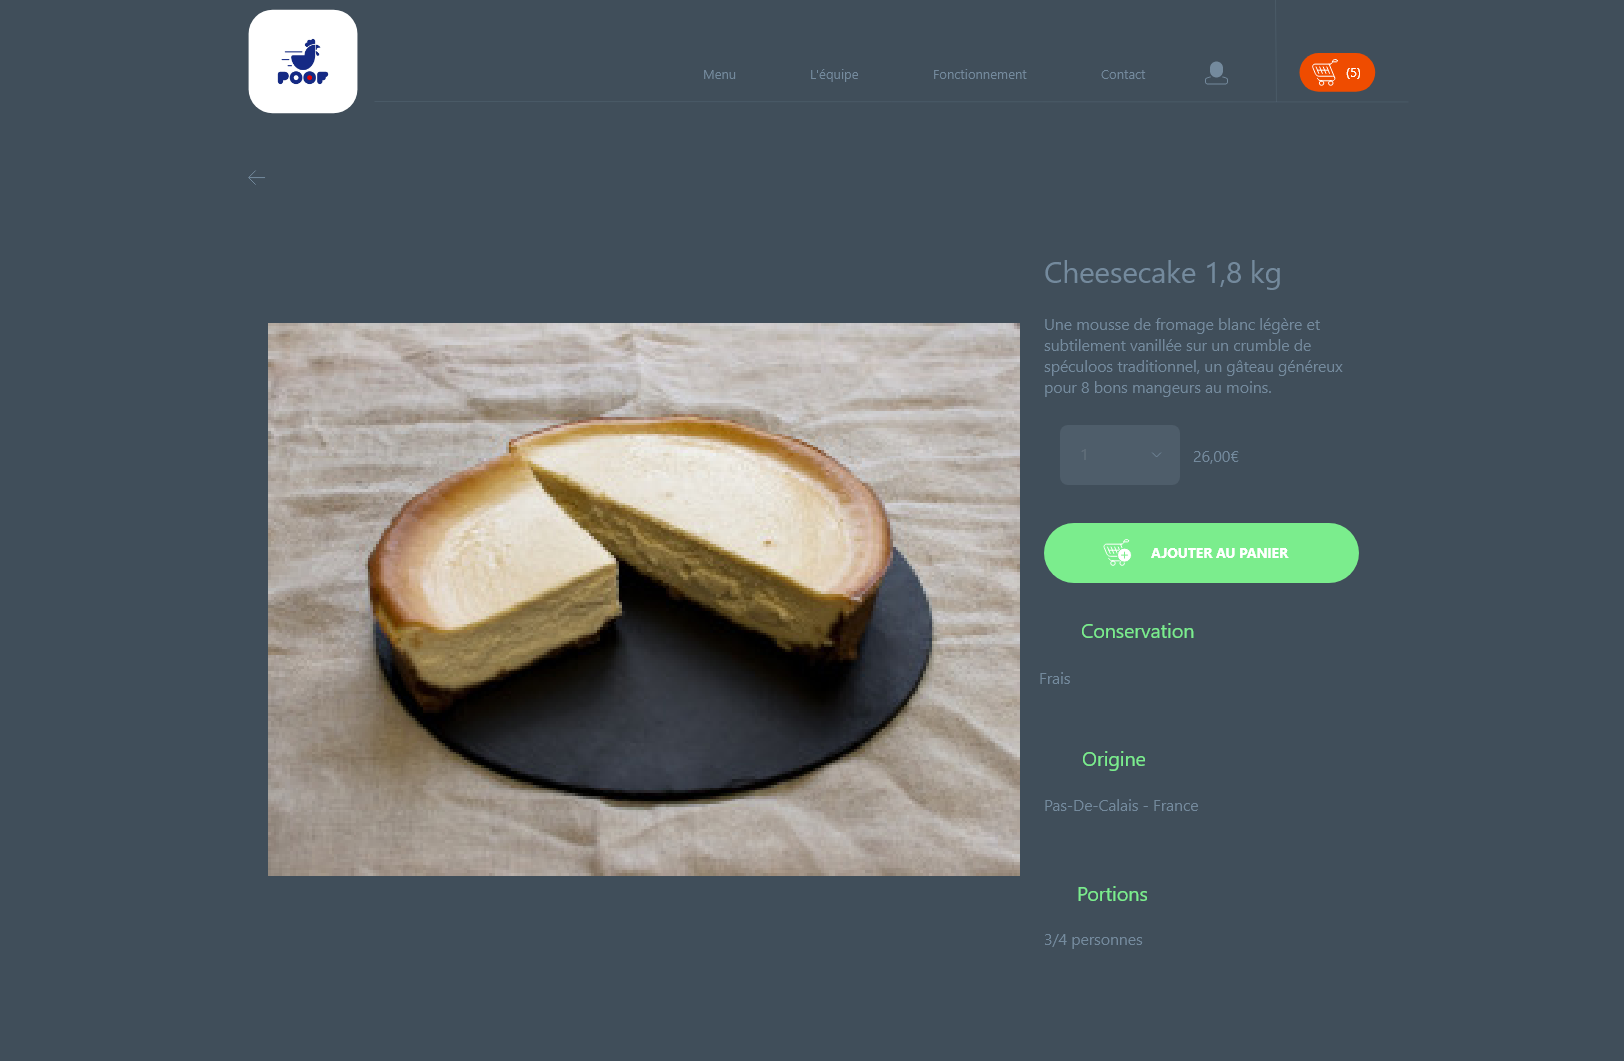 POOF
Menu
L'équipe
Fonctionnement
Contact
(5)
Cheesecake 1,8 kg
Une mousse de fromage blanc légère et
subtilement vanillée sur un crumble de
spéculoos traditionnel, un gâteau généreux
pour 8 bons mangeurs au moins.
1
26,00€
AJOUTER AU PANIER
Conservation
Frais
Origine
Pas-De-Calais - France
Portions
3/4 personnes